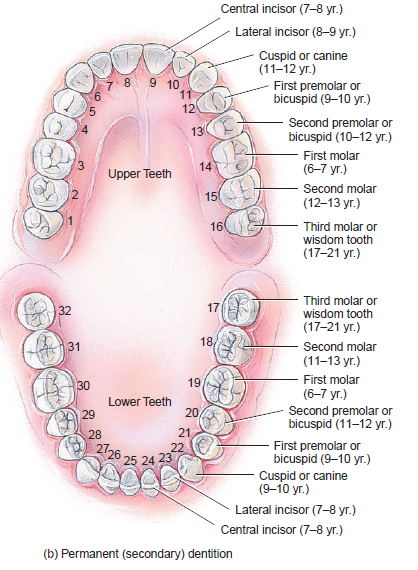 Central incisor (7–8 yr.)
Lateral incisor (8–9 yr.)
Cuspid or canine
(11–12 yr.)
First premolar or
bicuspid (9–10 yr.)
Second premolar or
bicuspid (10–12 yr.)
First molar
(6–7 yr.)
Second molar
(12–13 yr.)
Third molar or
wisdom tooth
(17–21 yr.)
1
2
3
4
5
6
7
8
9
10
11
12
13
14
15
16
Upper Teeth
17
18
19
20
21
22
23
24
25
26
27
28
29
30
31
32
Lower Teeth
Third molar or
wisdom tooth
(17–21 yr.)
Second molar
(11–13 yr.)
First molar
(6–7 yr.)
Second premolar or
bicuspid (11–12 yr.)
First premolar or
bicuspid (9–10 yr.)
Cuspid or canine
(9–10 yr.)
Lateral incisor (7–8 yr.)
Central incisor (7–8 yr.)
(b) Permanent (secondary) dentition